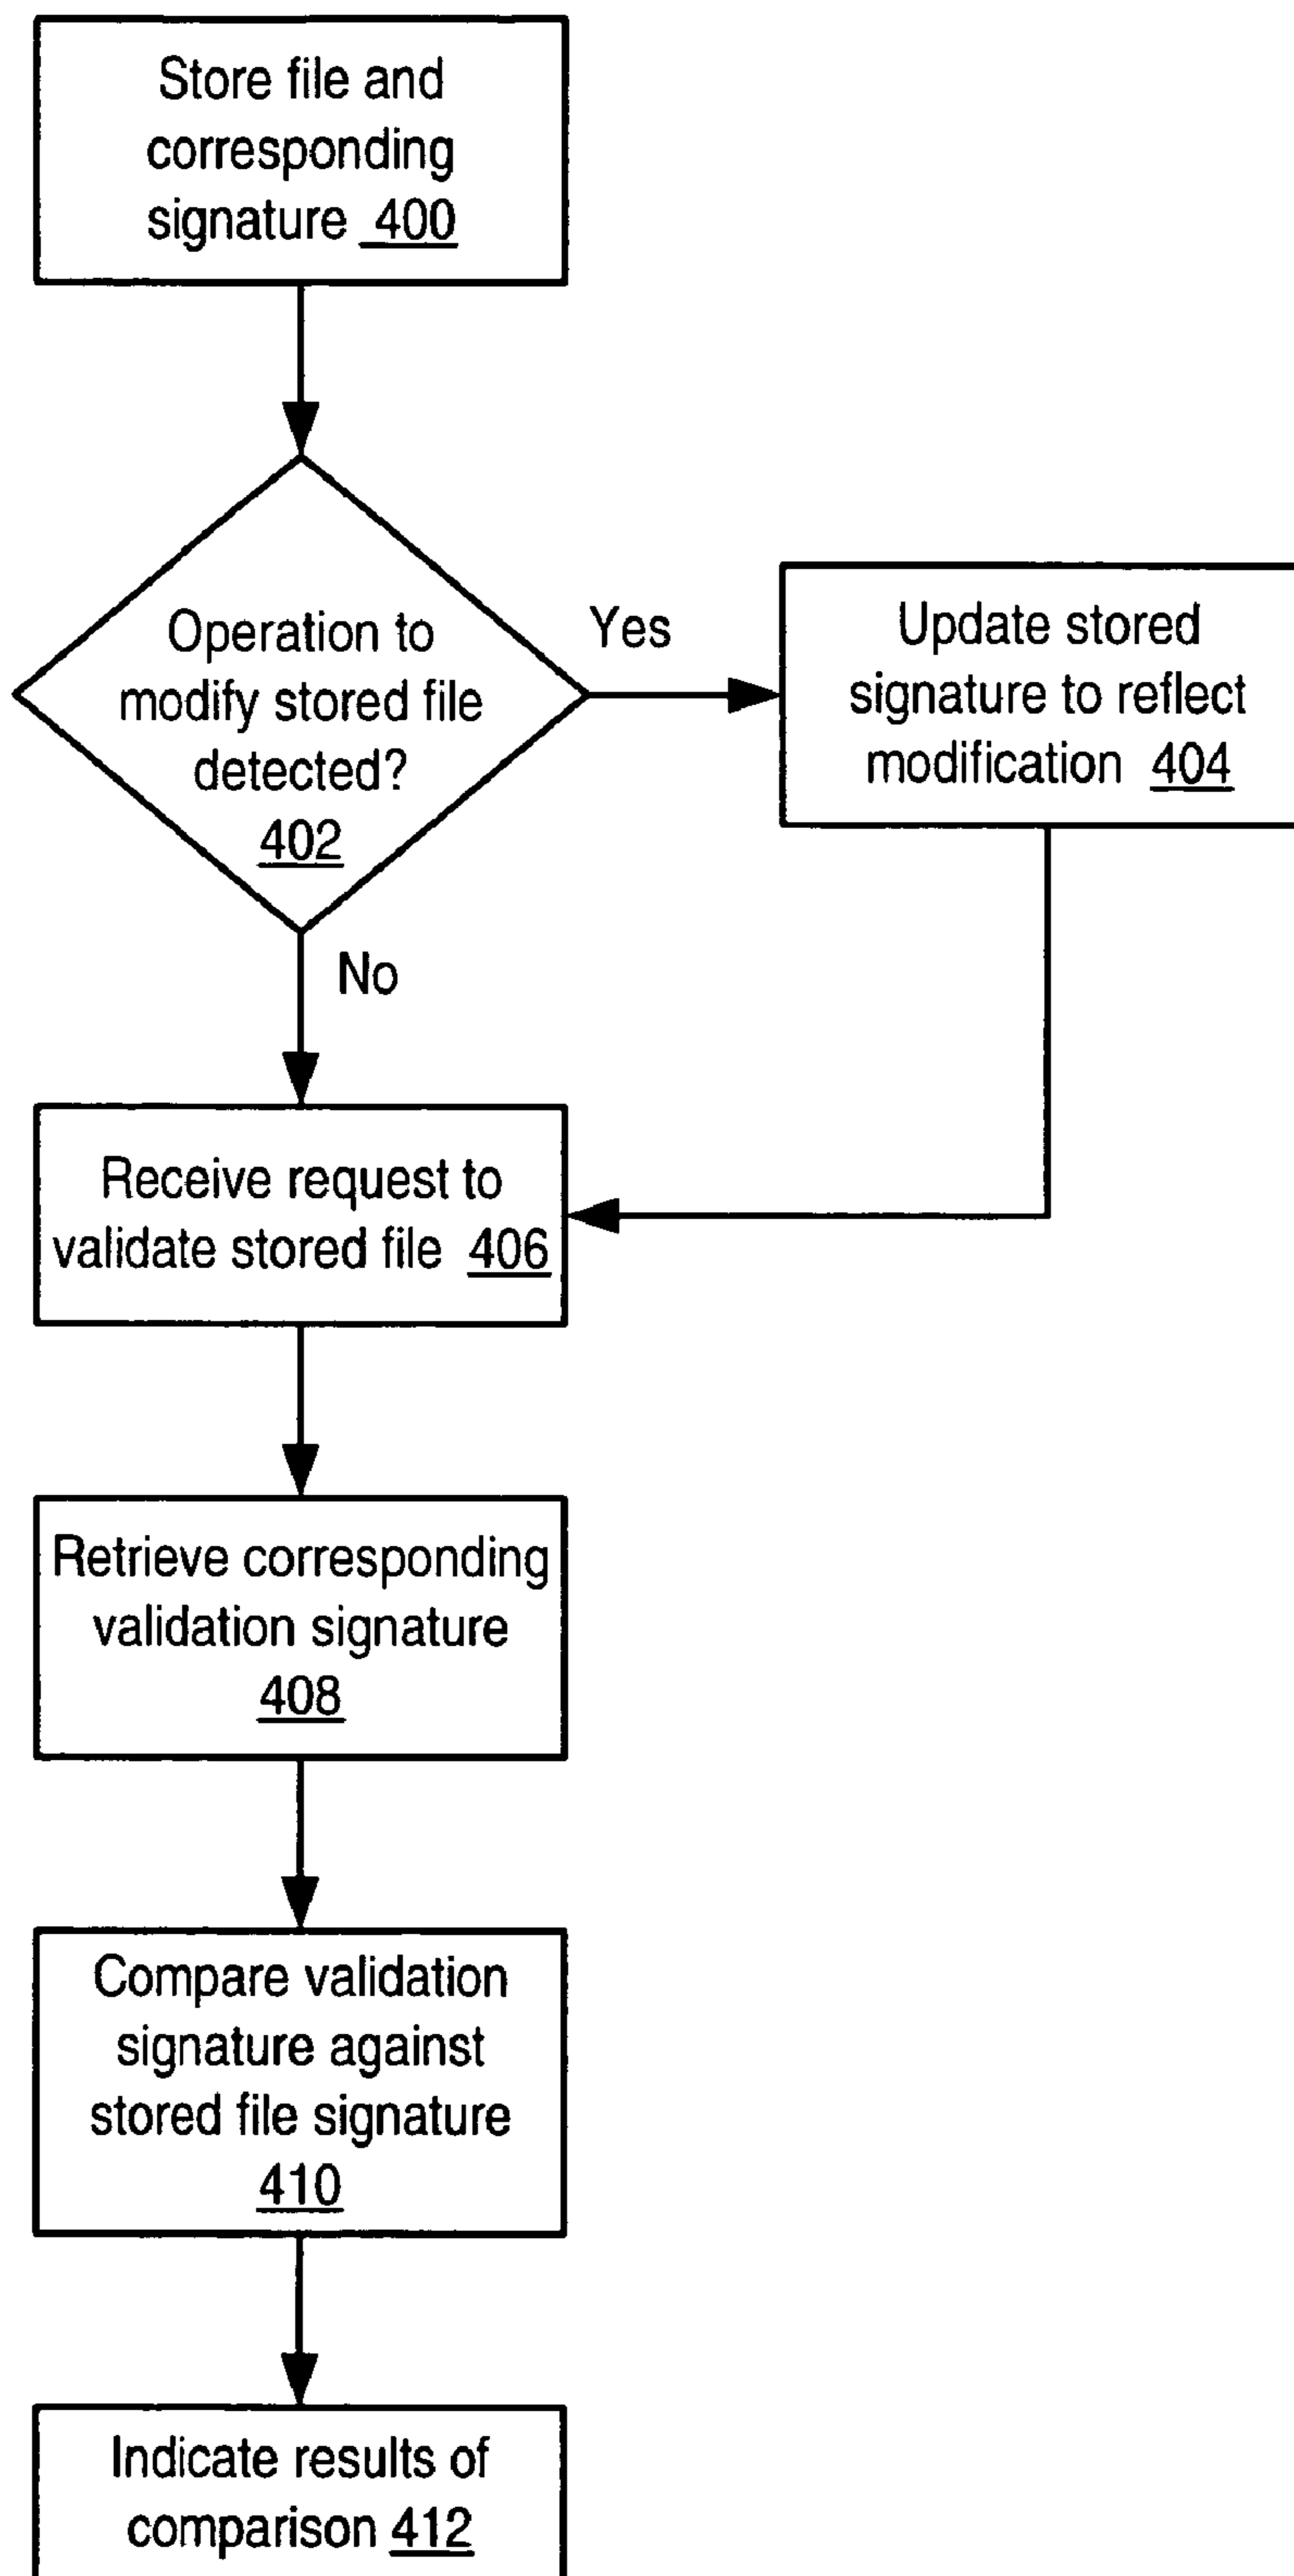 Store file and
corresponding
signature 400
Operation to
modify stored file
detected?
402
Yes
Update stored
signature to reflect
modification 404
No
Receive request to
validate stored file 406
Retrieve corresponding
validation signature
408
Compare validation
signature against
stored file signature
410
Indicate results of
comparison 412